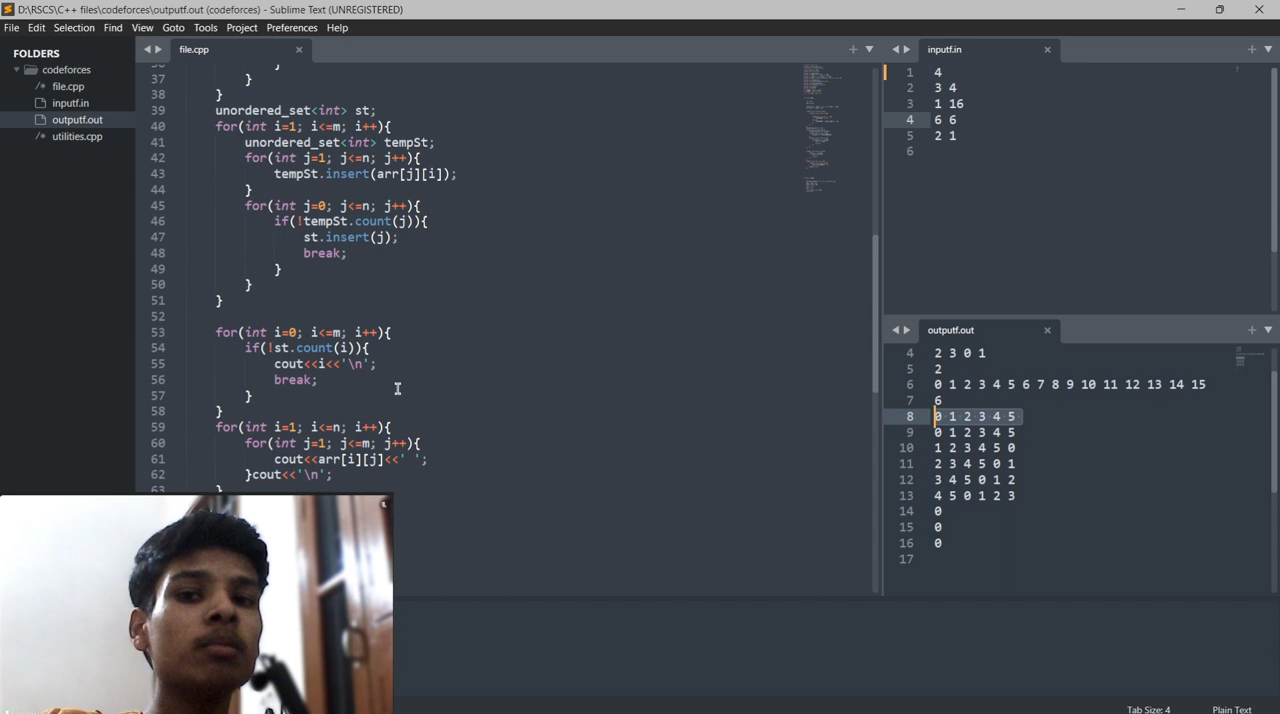 D:\RSCS\C++ files\codeforces\outputf.out (codeforces) - Sublime Text (UNREGISTERED)
File Edit Selection Find View Goto Tools Project Preferences Help
FOLDERS
codeforces
/* file.cpp
inputf.in
outputf.out
/* utilities.cpp
file.cpp
37 }
38 }
39 unordered_set<int> st;
40 for(int i=1; i<=m; i++){
41 unordered_set<int> tempSt;
42 for(int j=1; j<=n; j++){
43 tempSt.insert(arr[j][i]);
44 }
45 for(int j=0; j<=n; j++){
46 if(!tempSt.count(j)){
47 st.insert(j);
48 break;
49 }
50 }
51 }
52
53 for(int i=0; i<=m; i++){
54 if(!st.count(i)){
55 cout<<i<<'\n';
56 break;
57 }
58 }
59 for(int i=1; i<=n; i++){
60 for(int j=1; j<=m; j++){
61 cout<<arr[i][j]<<' ';
62 }cout<<'\n';
63 }
inputf.in
1 4
2 3 4
3 1 16
4 6 6
5 2 1
6
outputf.out
4 2 3 0 1
5 2
6 0 1 2 3 4 5 6 7 8 9 10 11 12 13 14 15
7 6
8 0 1 2 3 4 5
9 0 1 2 3 4 5
10 1 2 3 4 5 0
11 2 3 4 5 0 1
12 3 4 5 0 1 2
13 4 5 0 1 2 3
14 0
15 0
16 0
17
Tab Size: 4 Plain Text